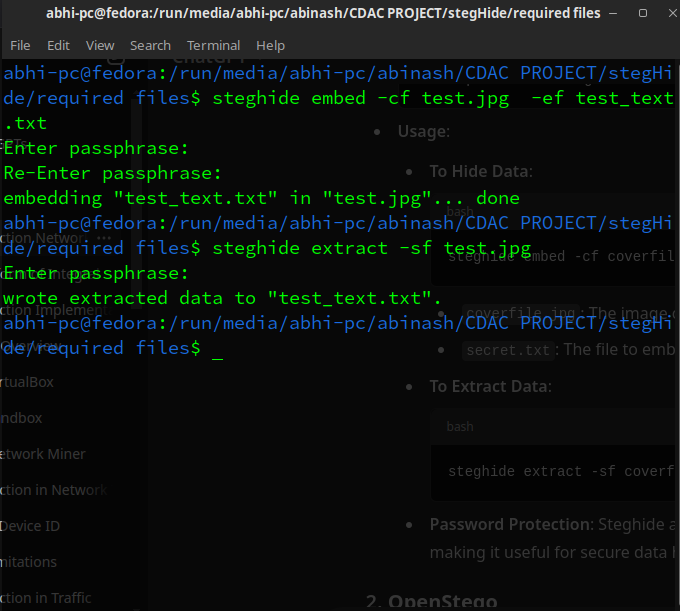 abhi-pc@fedora:/run/media/abhi-pc/abinash/CDAC PROJECT/stegHide/required files
File Edit View Search Terminal Help
abhi-pc@fedora:/run/media/abhi-pc/abinash/CDAC PROJECT/stegHi
de/required files$ steghide embed -cf test.jpg  -ef test_text
.txt
Enter passphrase:
Re-Enter passphrase:
embedding "test_text.txt" in "test.jpg"... done
abhi-pc@fedora:/run/media/abhi-pc/abinash/CDAC PROJECT/stegHi
de/required files$ steghide extract -sf test.jpg
Enter passphrase:
wrote extracted data to "test_text.txt".
abhi-pc@fedora:/run/media/abhi-pc/abinash/CDAC PROJECT/stegHi
de/required files$ _
ction Networ
ction Implemen
Overview
rtualBox
ndbox
etwork Miner
ction in Network
Device ID
mitations
ction in Traffic
ChatGPT
• Usage:
• To Hide Data:
bash
steghide embed -cf coverfil
• coverfile.jpg: The image
• secret.txt: The file to emb
• To Extract Data:
bash
steghide extract -sf coverf
• Password Protection: Steghide a
making it useful for secure data
2. OpenStego